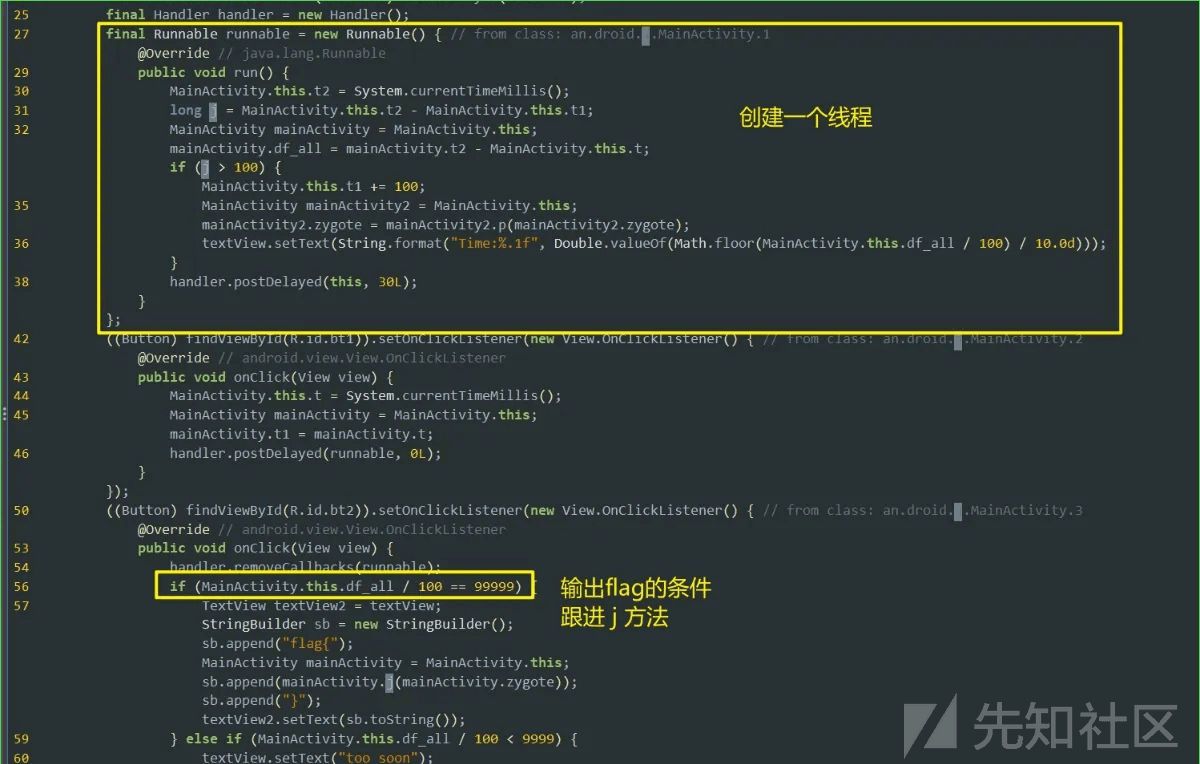 25 final Handler handler = new Handler();
27 final Runnable runnable = new Runnable() { // from class: an.droid.j.MainActivity.1
@Override // java.lang.Runnable
29 public void run() {
30 MainActivity.this.t2 = System.currentTimeMillis();
31 long j = MainActivity.this.t2 - MainActivity.this.t1;
32 MainActivity mainActivity = MainActivity.this;
mainActivity.df_all = mainActivity.t2 - MainActivity.this.t;
if (j > 100) {
MainActivity.this.t1 += 100;
35 MainActivity mainActivity2 = MainActivity.this;
mainActivity2.zygote = mainActivity2.p(mainActivity2.zygote);
36 textView.setText(String.format("Time:%.1f", Double.valueOf(Math.floor(MainActivity.this.df_all / 100) / 10.0d)));
}
38 handler.postDelayed(this, 30L);
}
};
创建一个线程
42 ((Button) findViewById(R.id.bt1)).setOnClickListener(new View.OnClickListener() { // from class: an.droid.j.MainActivity.2
@Override // android.view.View.OnClickListener
43 public void onClick(View view) {
44 MainActivity.this.t = System.currentTimeMillis();
45 MainActivity mainActivity = MainActivity.this;
mainActivity.t1 = mainActivity.t;
46 handler.postDelayed(runnable, 0L);
}
});
50 ((Button) findViewById(R.id.bt2)).setOnClickListener(new View.OnClickListener() { // from class: an.droid.j.MainActivity.3
@Override // android.view.View.OnClickListener
53 public void onClick(View view) {
54 handler.removeCallbacks(runnable);
56 if (MainActivity.this.df_all / 100 == 99999) {
57 TextView textView2 = textView;
StringBuilder sb = new StringBuilder();
sb.append("flag{");
MainActivity mainActivity = MainActivity.this;
sb.append(mainActivity.j(mainActivity.zygote));
sb.append("}");
textView2.setText(sb.toString());
59 } else if (MainActivity.this.df_all / 100 < 9999) {
60 textView.setText("too soon");
输出flag的条件
跟进 j 方法
先知社区